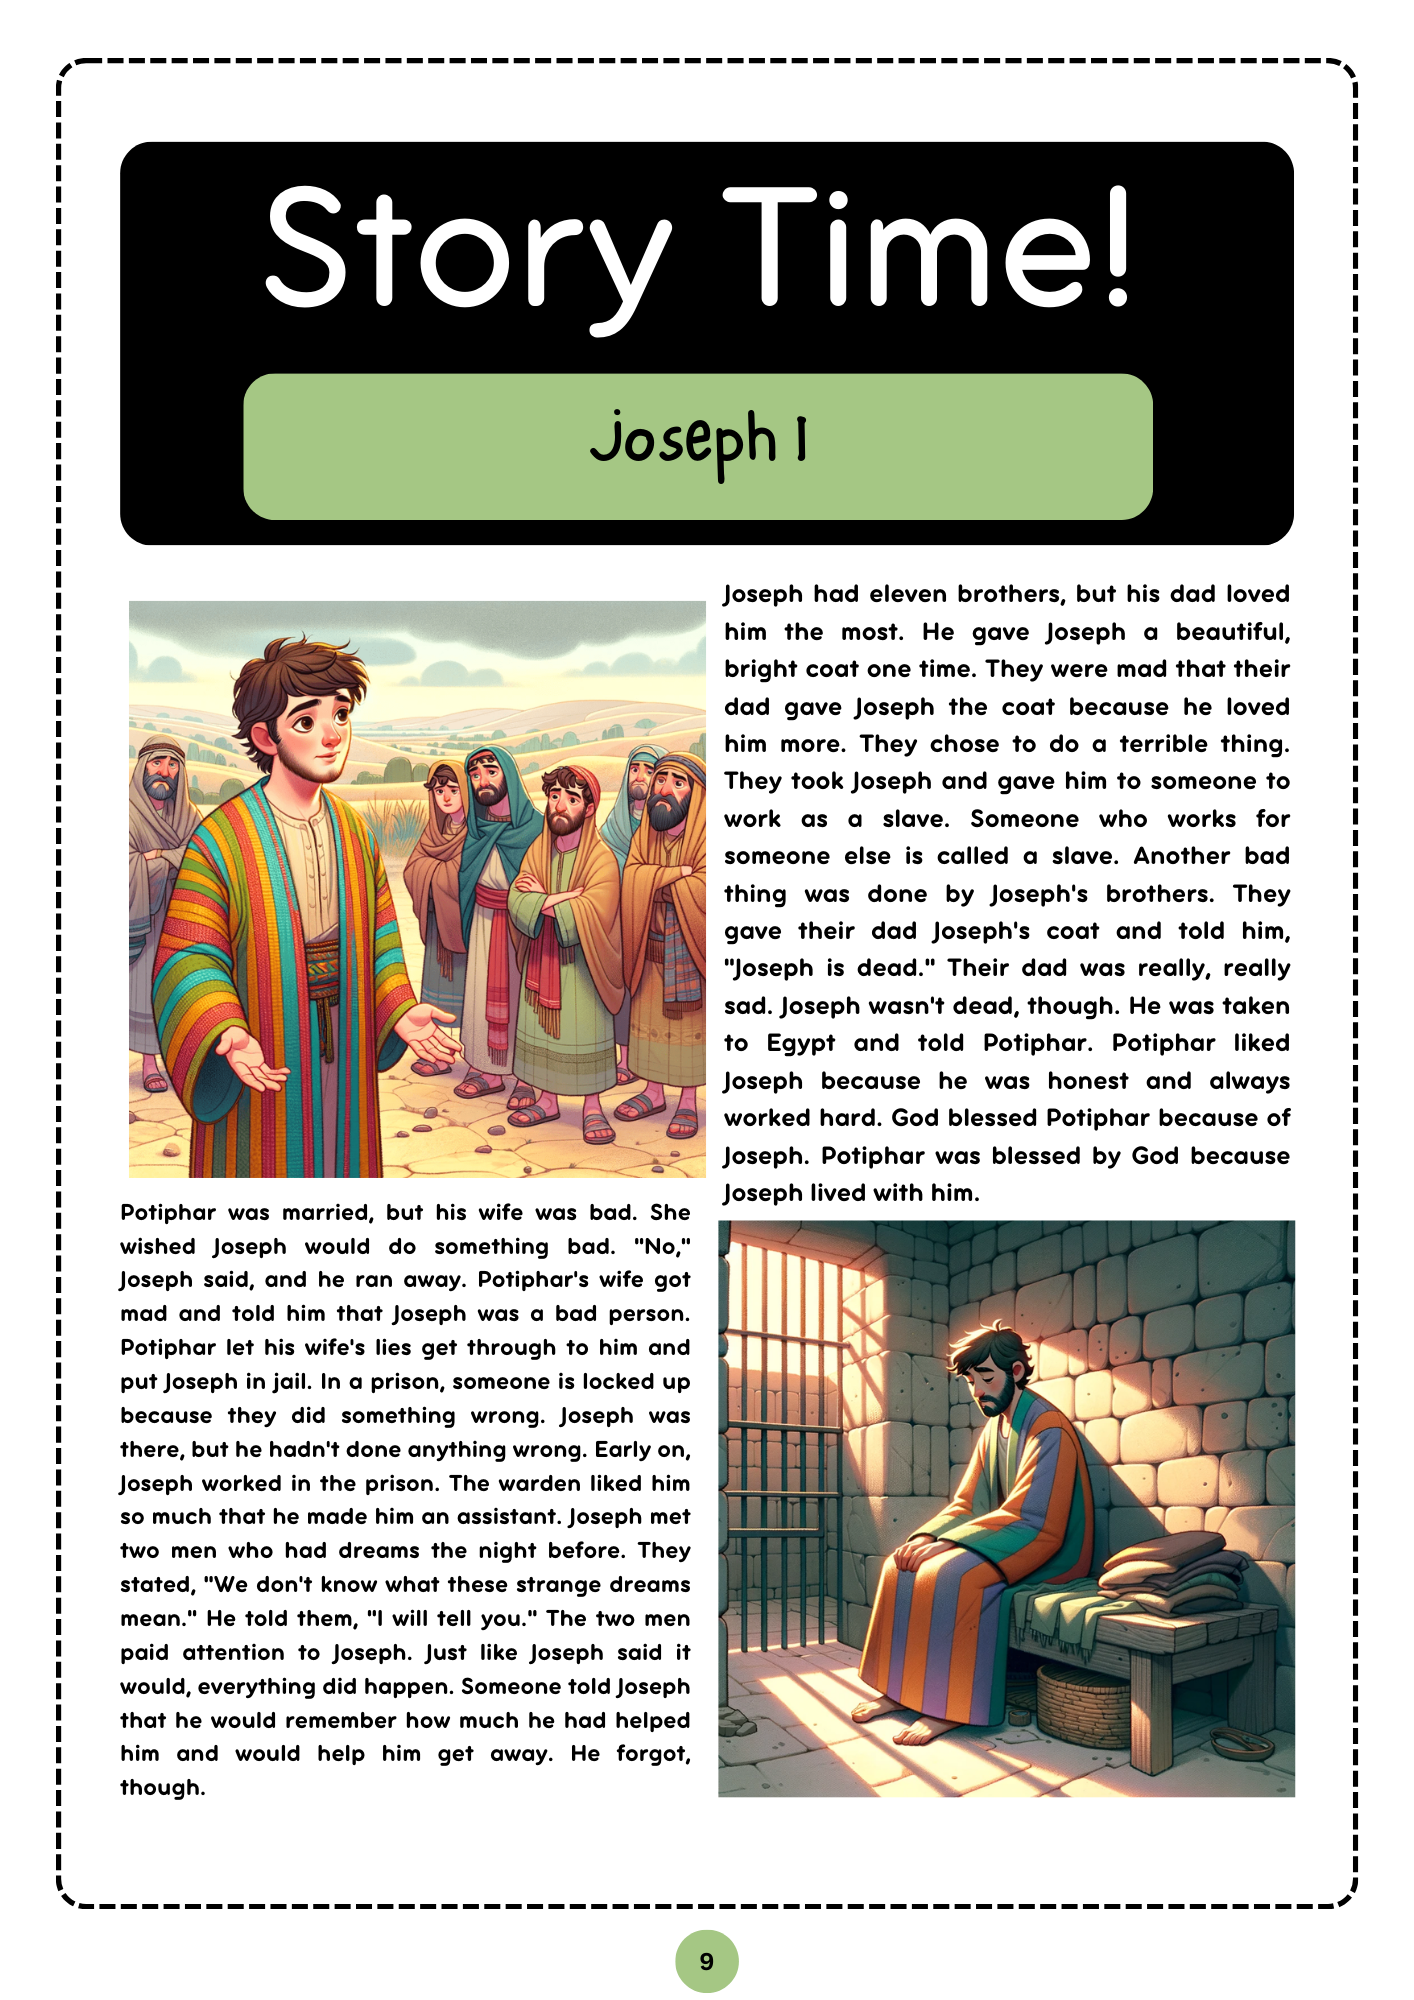 Story Time!
Joseph 1
Joseph had eleven brothers, but his dad loved
him the most. He gave Joseph a beautiful,
bright coat one time. They were mad that their
dad gave Joseph the coat because he loved
him more. They chose to do a terrible thing.
They took Joseph and gave him to someone to
work as a slave. Someone who works for
someone else is called a slave. Another bad
thing was done by Joseph's brothers. They
gave their dad Joseph's coat and told him,
"Joseph is dead." Their dad was really, really
sad. Joseph wasn't dead, though. He was taken
to Egypt and told Potiphar. Potiphar liked
Joseph because he was honest and always
worked hard. God blessed Potiphar because of
Joseph. Potiphar was blessed by God because
Joseph lived with him.
Potiphar was married, but his wife was bad. She
wished Joseph would do something bad. "No,"
Joseph said, and he ran away. Potiphar's wife got
mad and told him that Joseph was a bad person.
Potiphar let his wife's lies get through to him and
put Joseph in jail. In a prison, someone is locked up
because they did something wrong. Joseph was
there, but he hadn't done anything wrong. Early on,
Joseph worked in the prison. The warden liked him
so much that he made him an assistant. Joseph met
two men who had dreams the night before. They
stated, "We don't know what these strange dreams
mean." He told them, "I will tell you." The two men
paid attention to Joseph. Just like Joseph said it
would, everything did happen. Someone told Joseph
that he would remember how much he had helped
him and would help him get away. He forgot,
though.
9